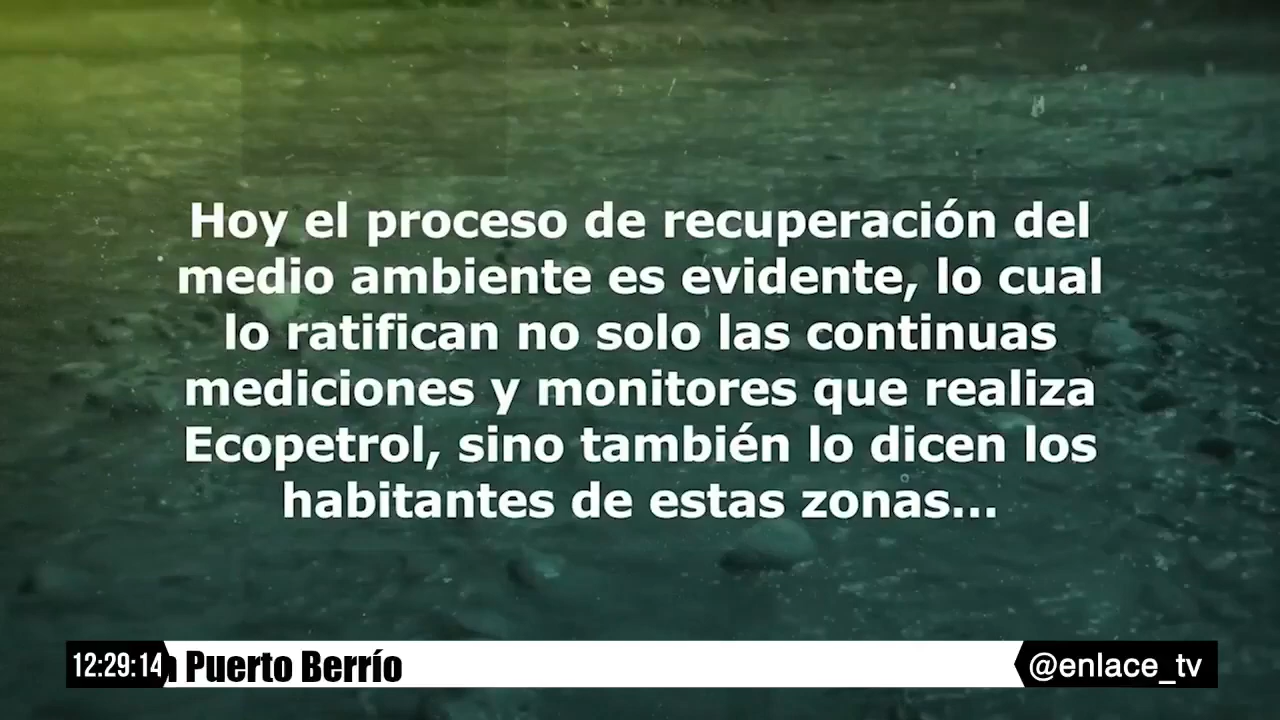 Hoy el proceso de recuperación del
medio ambiente es evidente, lo cual
lo ratifican no solo las continuas
mediciones y monitores que realiza
Ecopetrol, sino también lo dicen los
habitantes de estas zonas...
12:29:14
Puerto Berrío
@enlace_tv